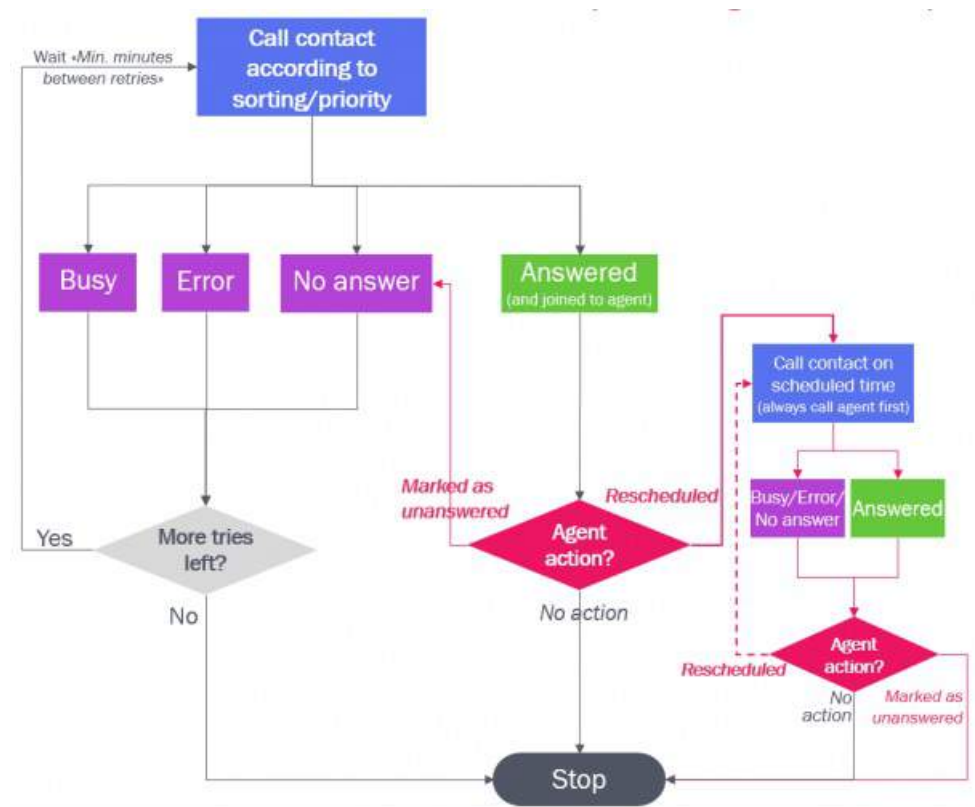 Call contact
according to
sorting/priority
Wait «Min. minutes
between retries»
Busy
Error
No answer
Answered
(and joined to agent)
Call contact on
scheduled time
(always call agent first)
Marked as
unanswered
Rescheduled
Busy/Error/
No answer
Answered
Yes
More tries
left?
Agent
action?
No
No action
Agent
action?
Rescheduled
No
action
Marked as
unanswered
Stop